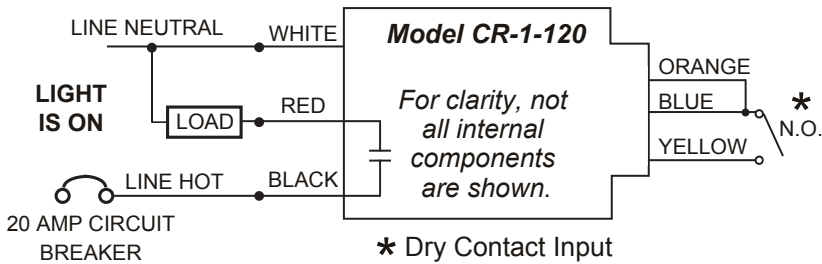 LINE NEUTRAL
WHITE
Model CR-1-120
ORANGE
LIGHT
IS ON
LOAD
RED
For clarity, not
all internal
components
are shown.
BLUE
*
N.O.
YELLOW
LINE HOT
BLACK
20 AMP CIRCUIT
BREAKER
* Dry Contact Input